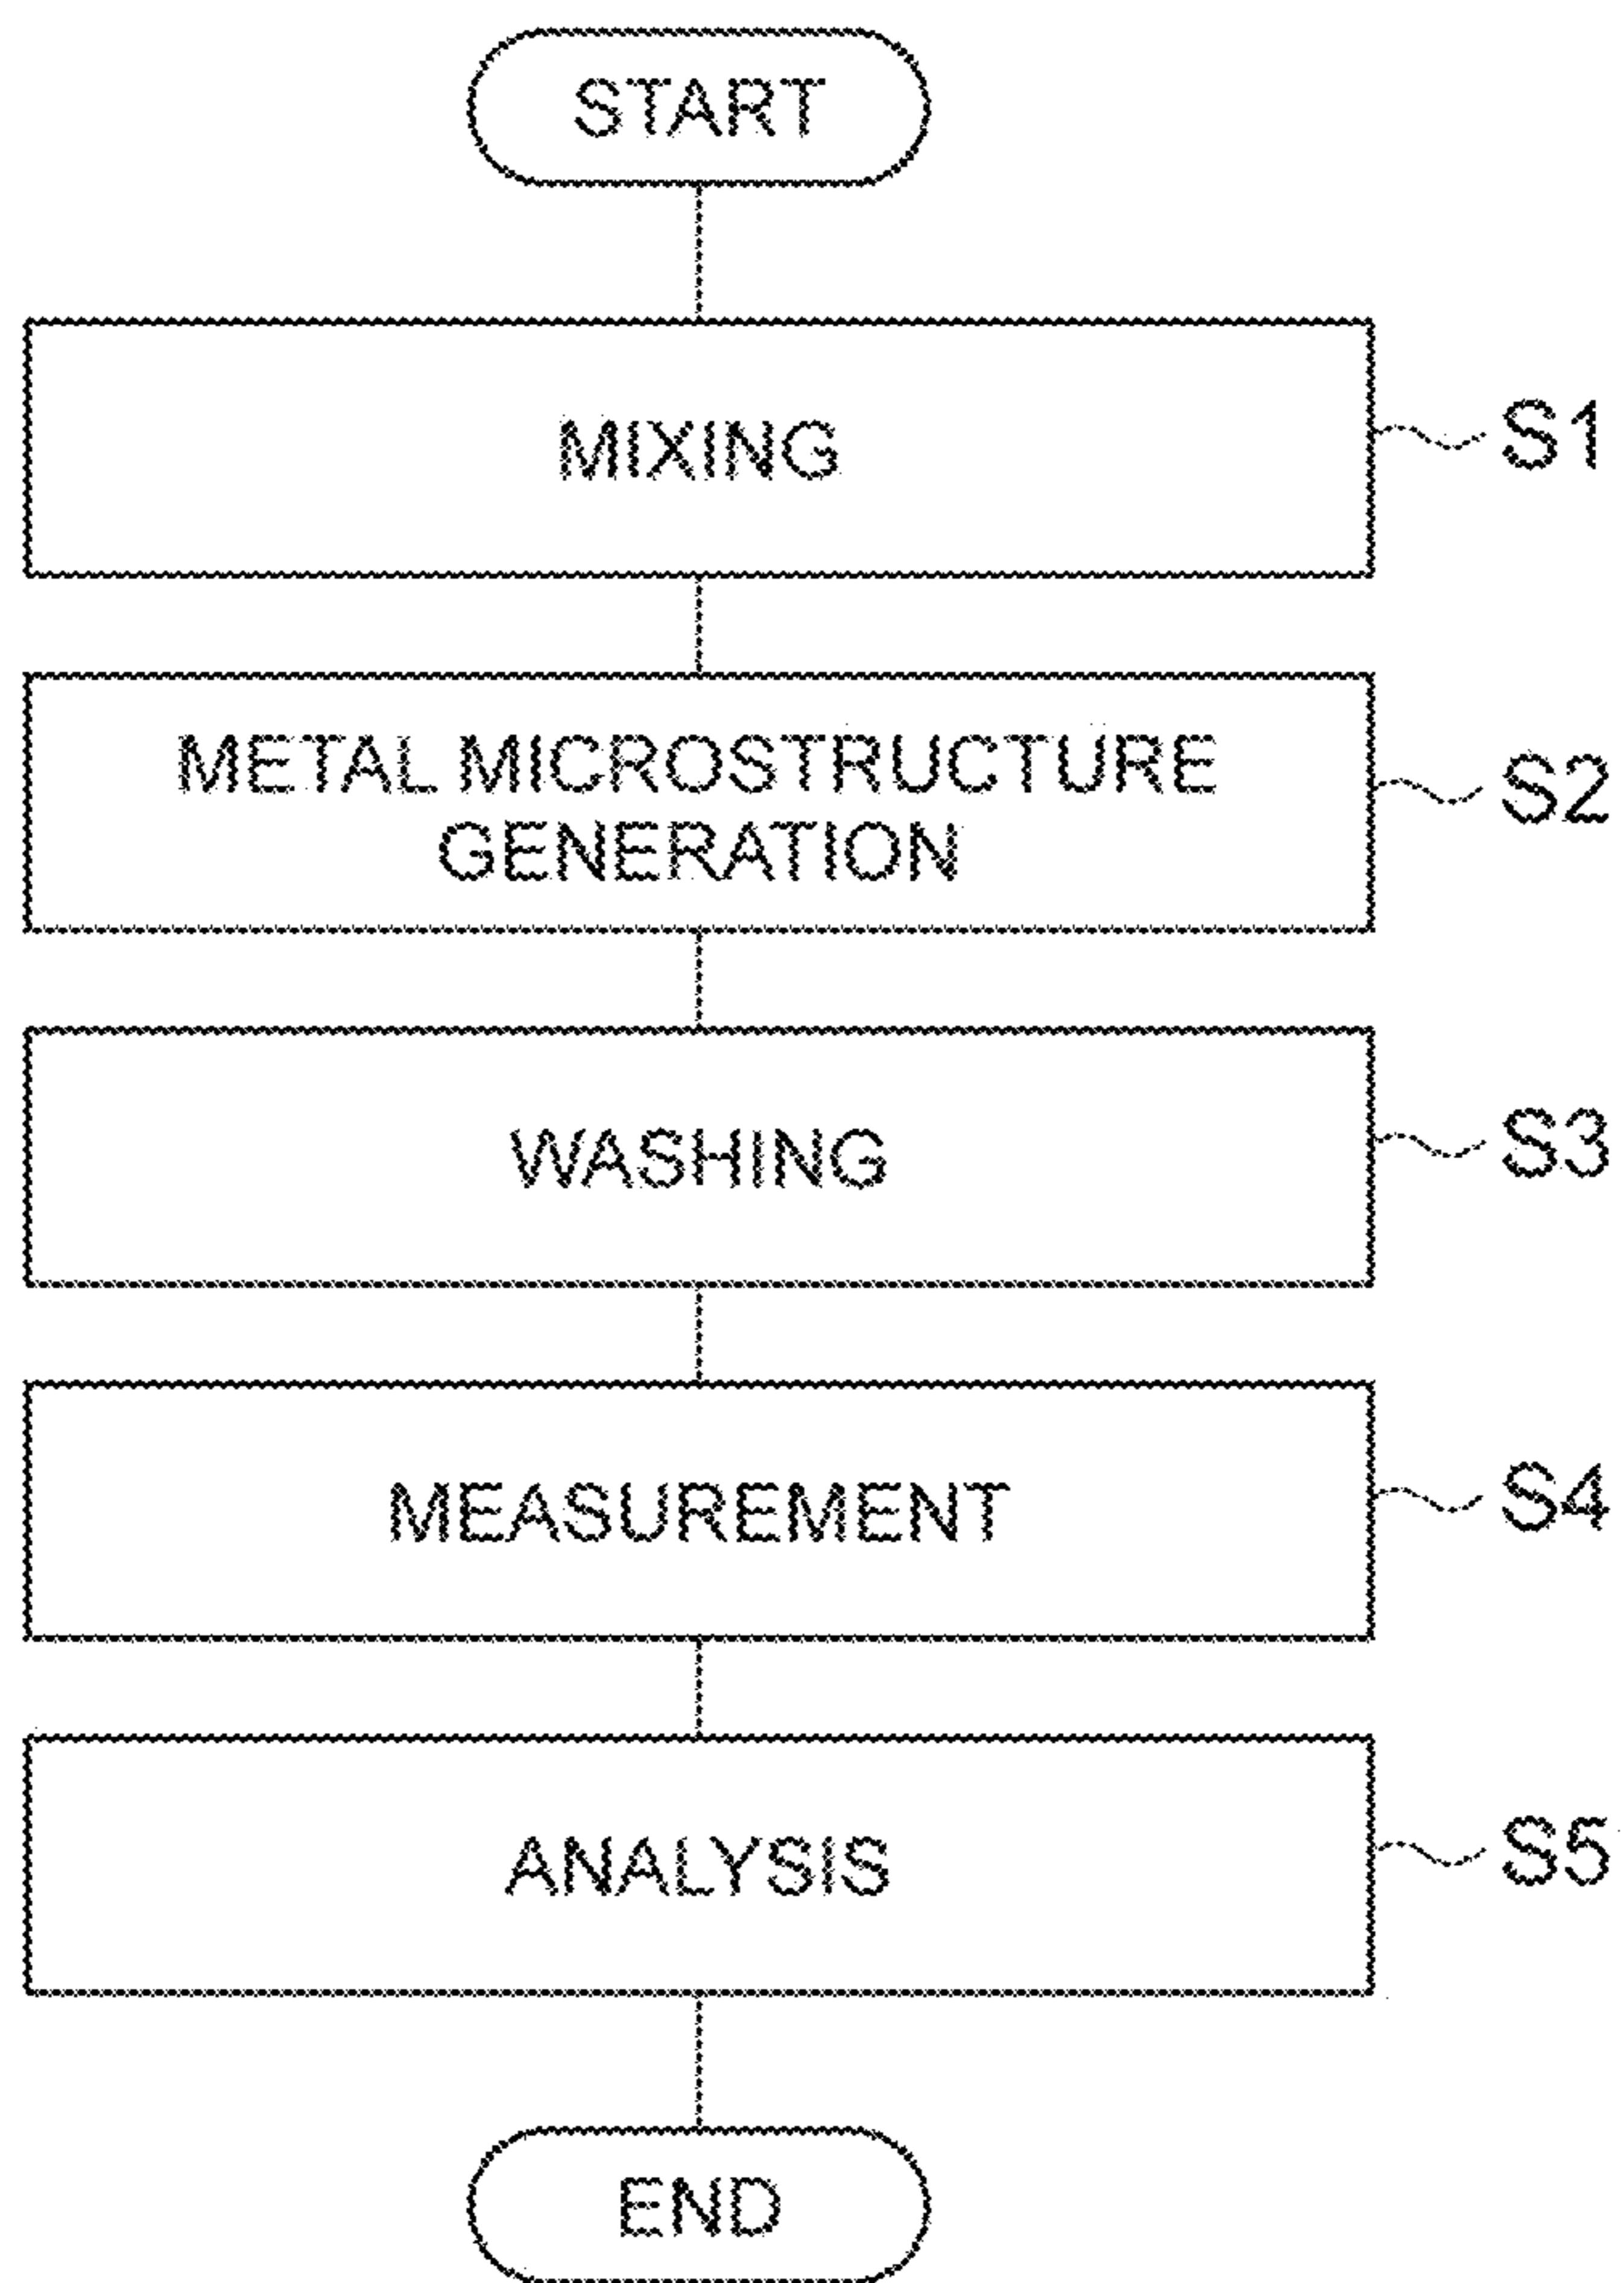 START
MIXING
S1
METAL MICROSTRUCTURE
GENERATION
S2
WASHING
S3
MEASUREMENT
S4
ANALYSIS
S5
END